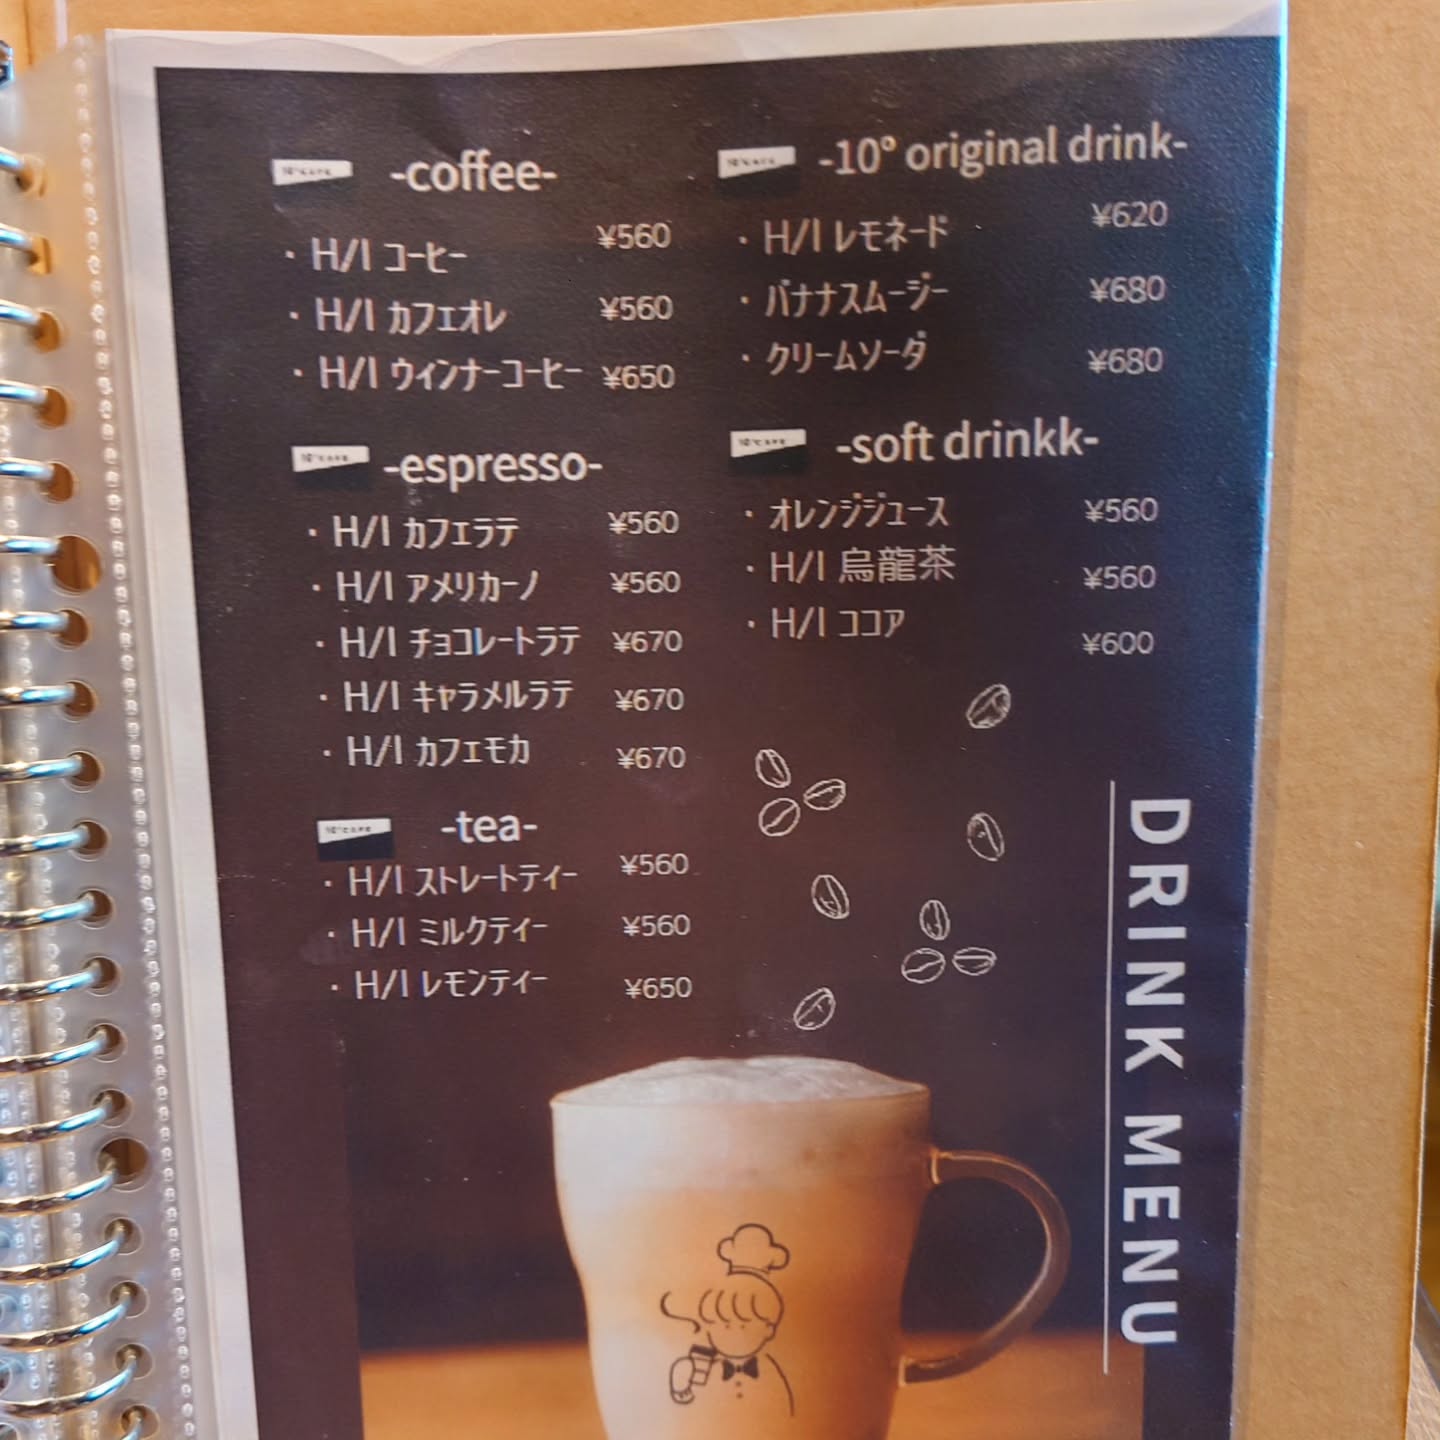 -coffee-
・H/I コーヒー ¥560
・H/I カフェオレ ¥560
・H/I ウィンナーコーヒー ¥650
-espresso-
・H/I カフェラテ ¥560
・H/I アメリカーノ ¥560
・H/I チョコレートラテ ¥670
・H/I キャラメルラテ ¥670
・H/I カフェモカ ¥670
-tea-
・H/I ストレートティー ¥560
・H/I ミルクティー ¥560
・H/I レモンティー ¥650
-10° original drink-
・H/I レモネード ¥620
・バナナスムージー ¥680
・クリームソーダ ¥680
-soft drinkk-
・オレンジジュース ¥560
・H/I 烏龍茶 ¥560
・H/I ココア ¥600
DRINK MENU